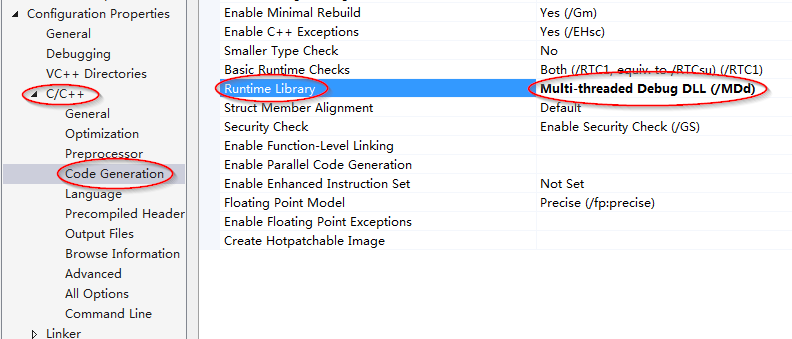 Configuration Properties
General
Debugging
VC++ Directories
C/C++
General
Optimization
Preprocessor
Code Generation
Language
Precompiled Header
Output Files
Browse Information
Advanced
All Options
Command Line
Linker
Enable Minimal Rebuild Yes (/Gm)
Enable C++ Exceptions Yes (/EHsc)
Smaller Type Check No
Basic Runtime Checks Both (/RTC1, equiv. to /RTCsu) (/RTC1)
Runtime Library Multi-threaded Debug DLL (/MDd)
Struct Member Alignment Default
Security Check Enable Security Check (/GS)
Enable Function-Level Linking
Enable Parallel Code Generation
Enable Enhanced Instruction Set Not Set
Floating Point Model Precise (/fp:precise)
Enable Floating Point Exceptions
Create Hotpatchable Image